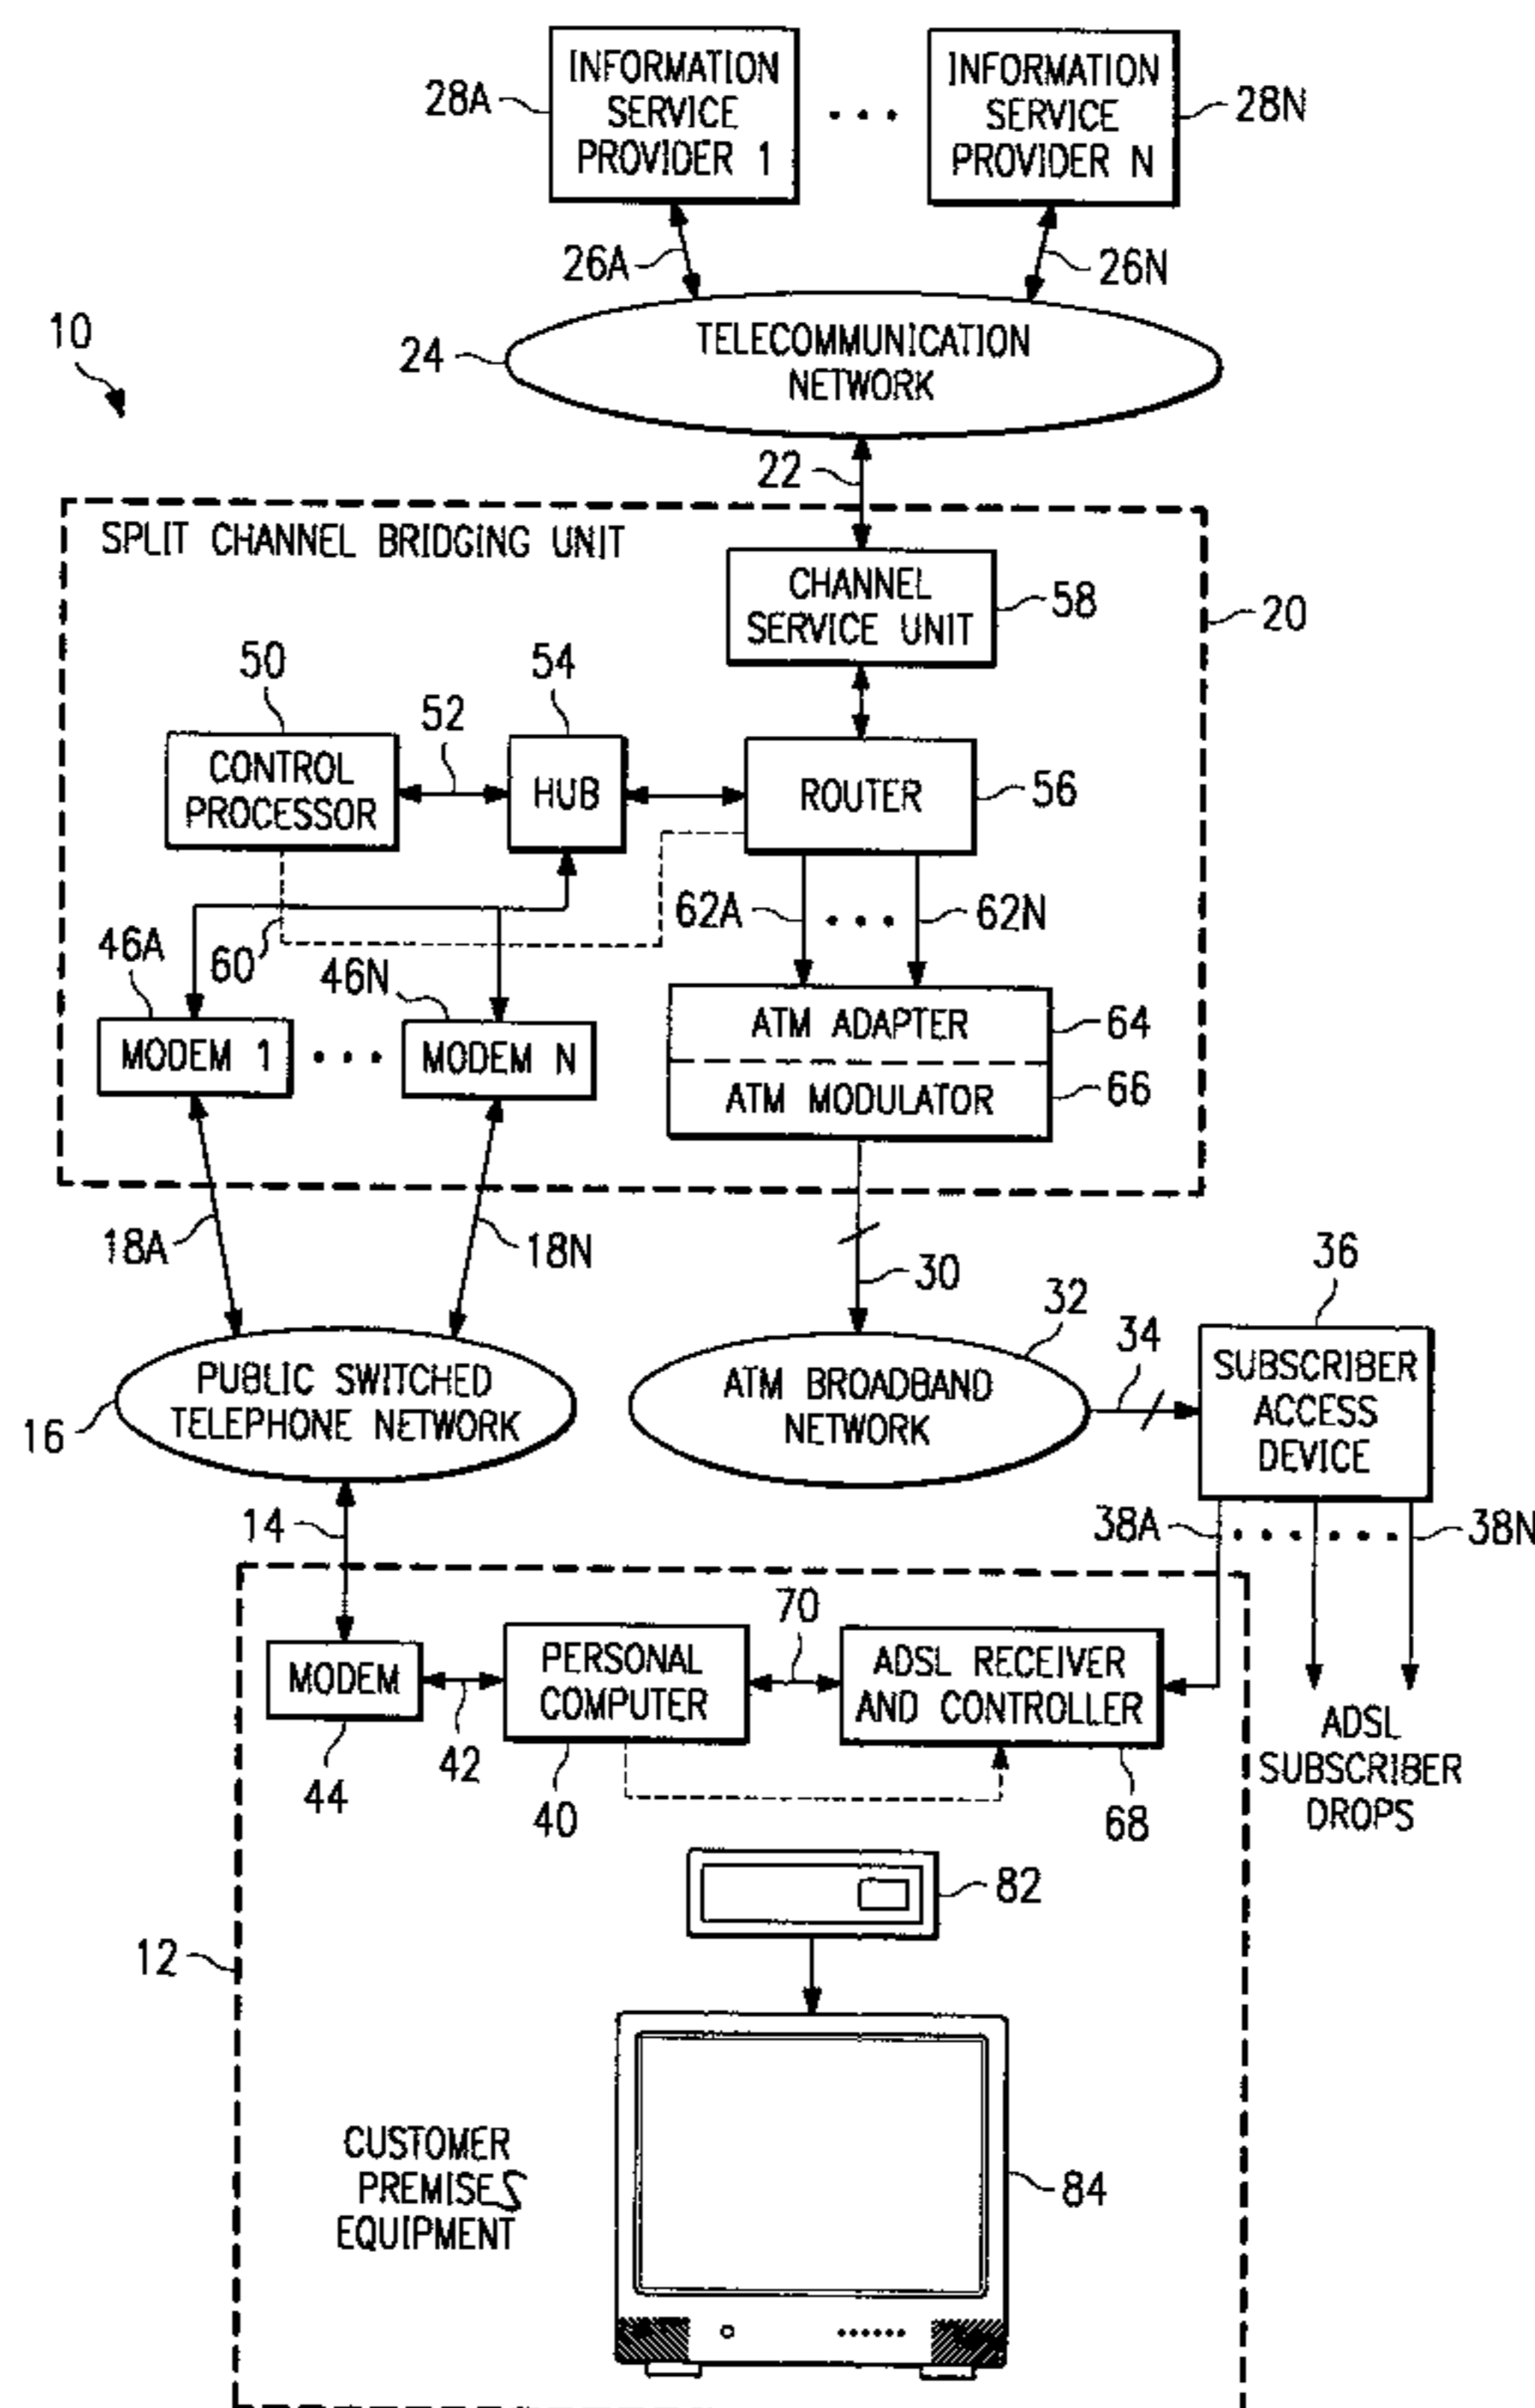 INFORMATION
SERVICE
PROVIDER 1
INFORMATION
SERVICE
PROVIDER N
28A
28N
26A
26N
10
24
TELECOMMUNICATION
NETWORK
22
SPLIT CHANNEL BRIDGING UNIT
CHANNEL
SERVICE UNIT
58
20
50
54
52
CONTROL
PROCESSOR
HUB
ROUTER
56
62A
62N
46A
60
46N
MODEM 1
MODEM N
ATM ADAPTER
64
ATM MODULATOR
66
18A
18N
30
32
34
36
PUBLIC SWITCHED
TELEPHONE NETWORK
16
ATM BROADBAND
NETWORK
SUBSCRIBER
ACCESS
DEVICE
14
38A
38N
70
MODEM
PERSONAL
COMPUTER
ADSL RECEIVER
AND CONTROLLER
44
42
40
68
ADSL
SUBSCRIBER
DROPS
82
12
CUSTOMER
PREMISES
EQUIPMENT
84